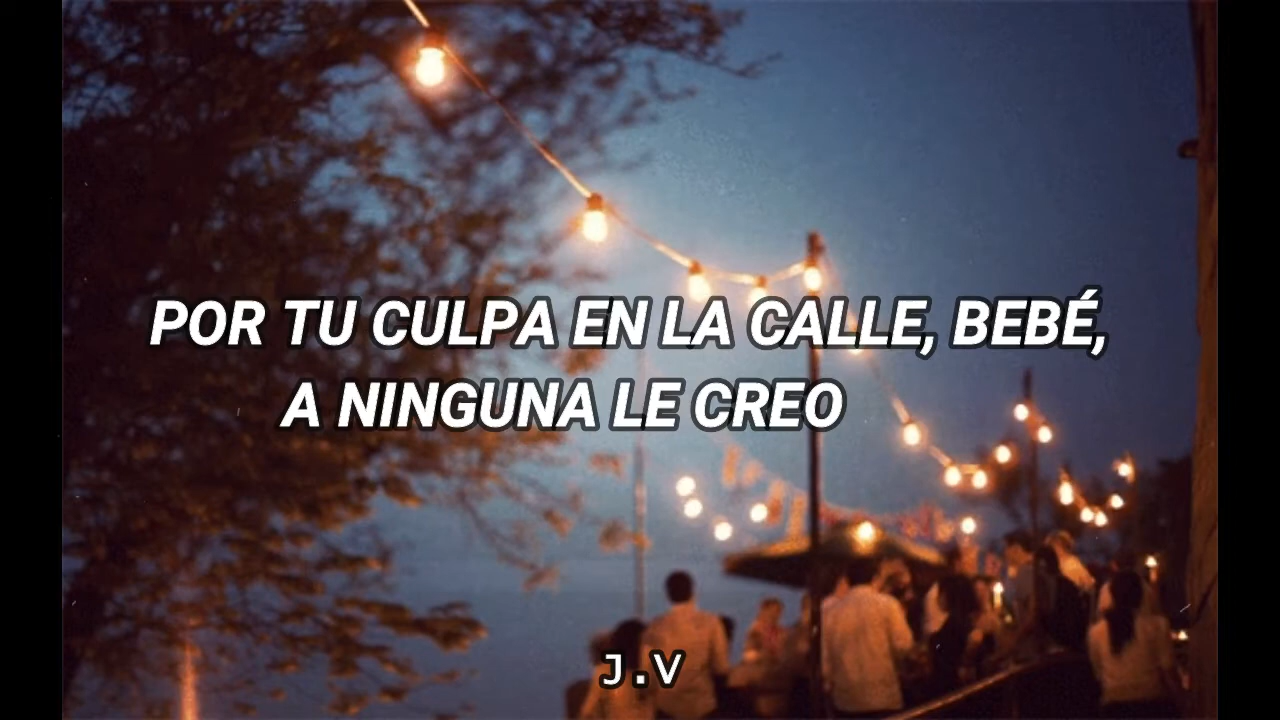 POR TU CULPA EN LA CALLE, BEBÉ,
A NINGUNA LE CREO
J.V